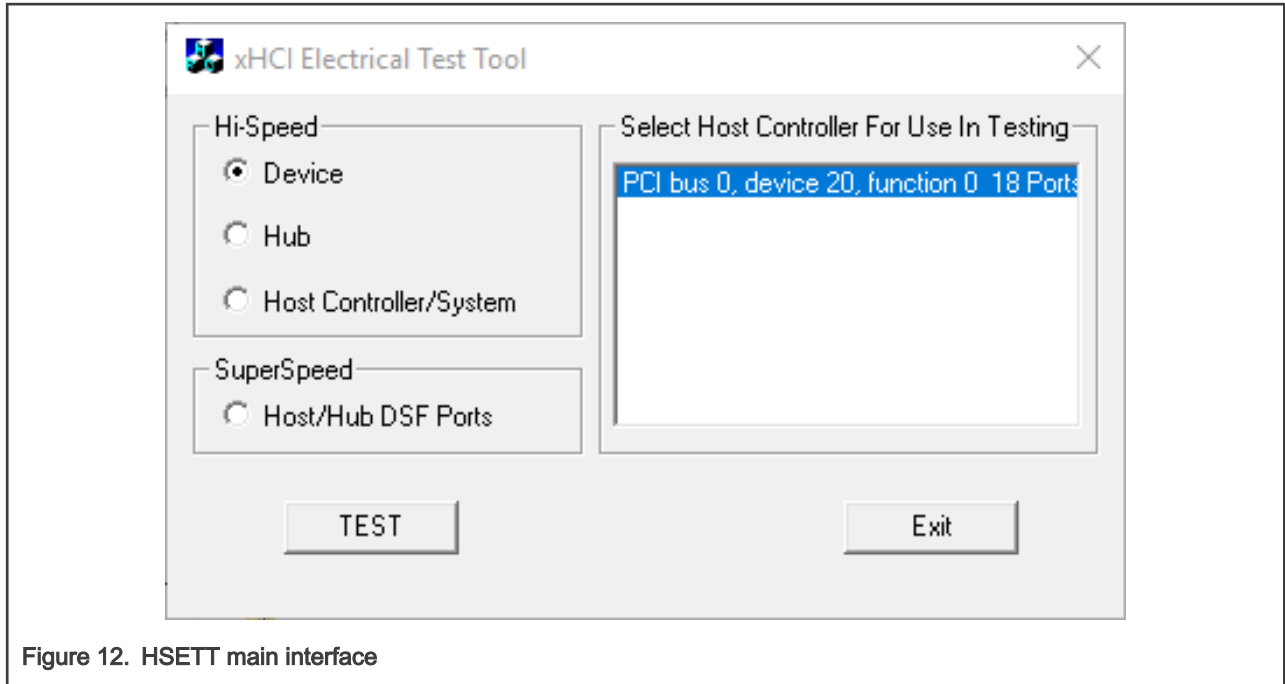 xHCI Electrical Test Tool
Hi-Speed
Device
Hub
Host Controller/System
SuperSpeed
Host/Hub DSF Ports
Select Host Controller For Use In Testing
PCI bus 0, device 20, function 0 18 Ports
TEST
Exit
Figure 12. HSETT main interface